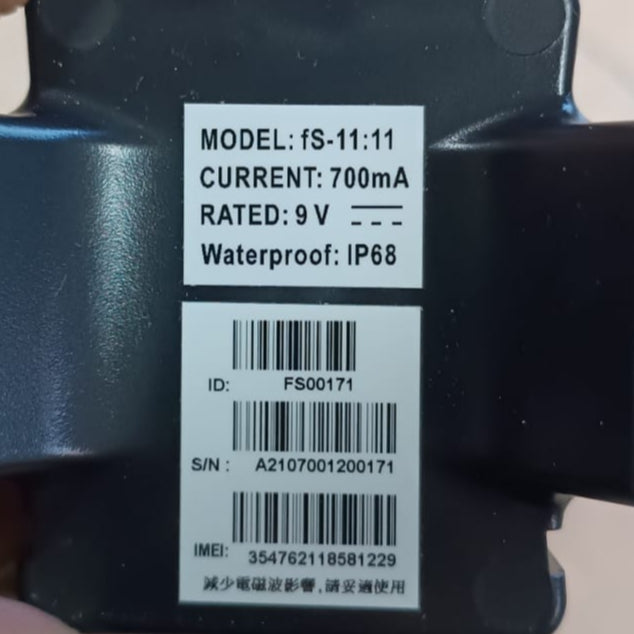 MODEL: fS-11:11
CURRENT: 700mA
RATED: 9 V
Waterproof: IP68
ID: FS00171
S/N : A2107001200171
IMEI: 354762118581229
減少電磁波影響,請妥適使用